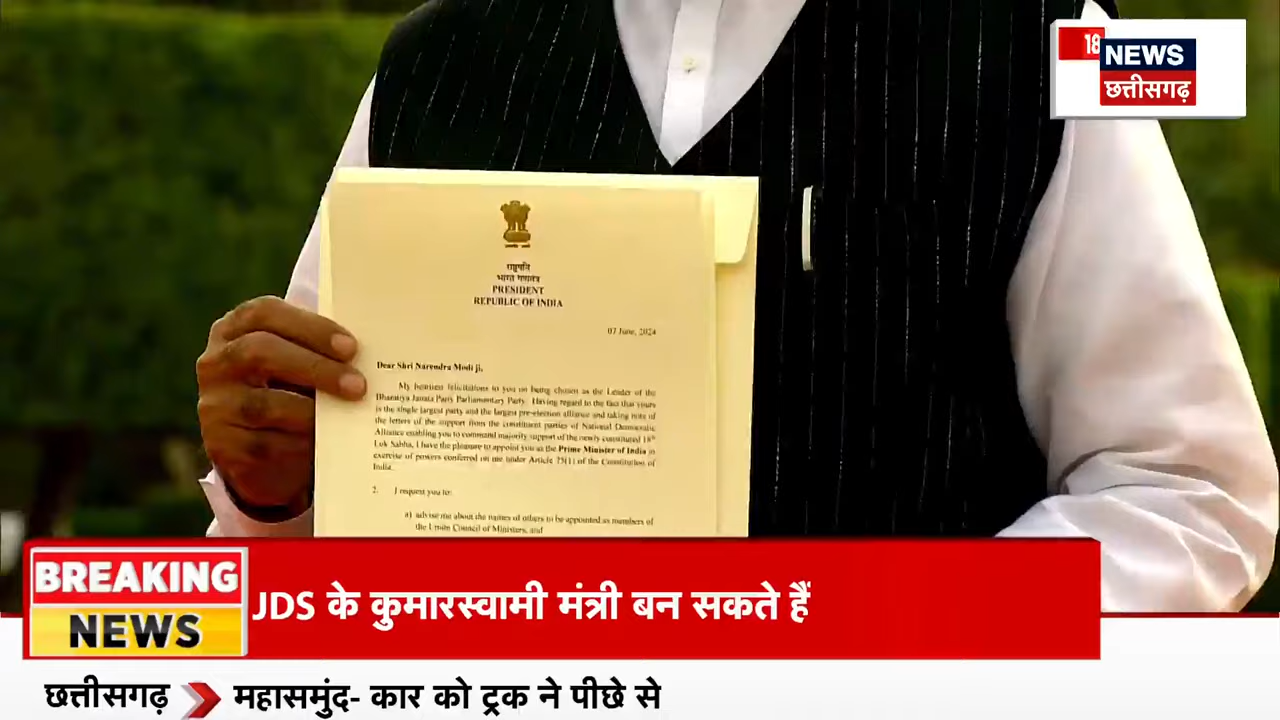 18
NEWS
छत्तीसगढ़
राष्ट्रपति
भारत गणतंत्र
PRESIDENT
REPUBLIC OF INDIA
07 June, 2024
Dear Shri Narendra Modi ji,
My heartiest felicitations to you on being chosen as the Leader of the
Bharatiya Janata Party Parliamentary Party. Having regard to the fact that yours
is the single largest party and the largest pre-election alliance and taking note of
the letters of the support from the constituent parties of National Democratic
Alliance enabling you to command majority support of the newly constituted 18th
Lok Sabha, I have the pleasure to appoint you as the Prime Minister of India in
exercise of powers conferred on me under Article 75(1) of the Constitution of
India.
2. I request you to:
a) advise me about the names of others to be appointed as members of
the Union Council of Ministers, and
BREAKING
NEWS
JDS के कुमारस्वामी मंत्री बन सकते हैं
छत्तीसगढ़ महासमुंद- कार को ट्रक ने पीछे से